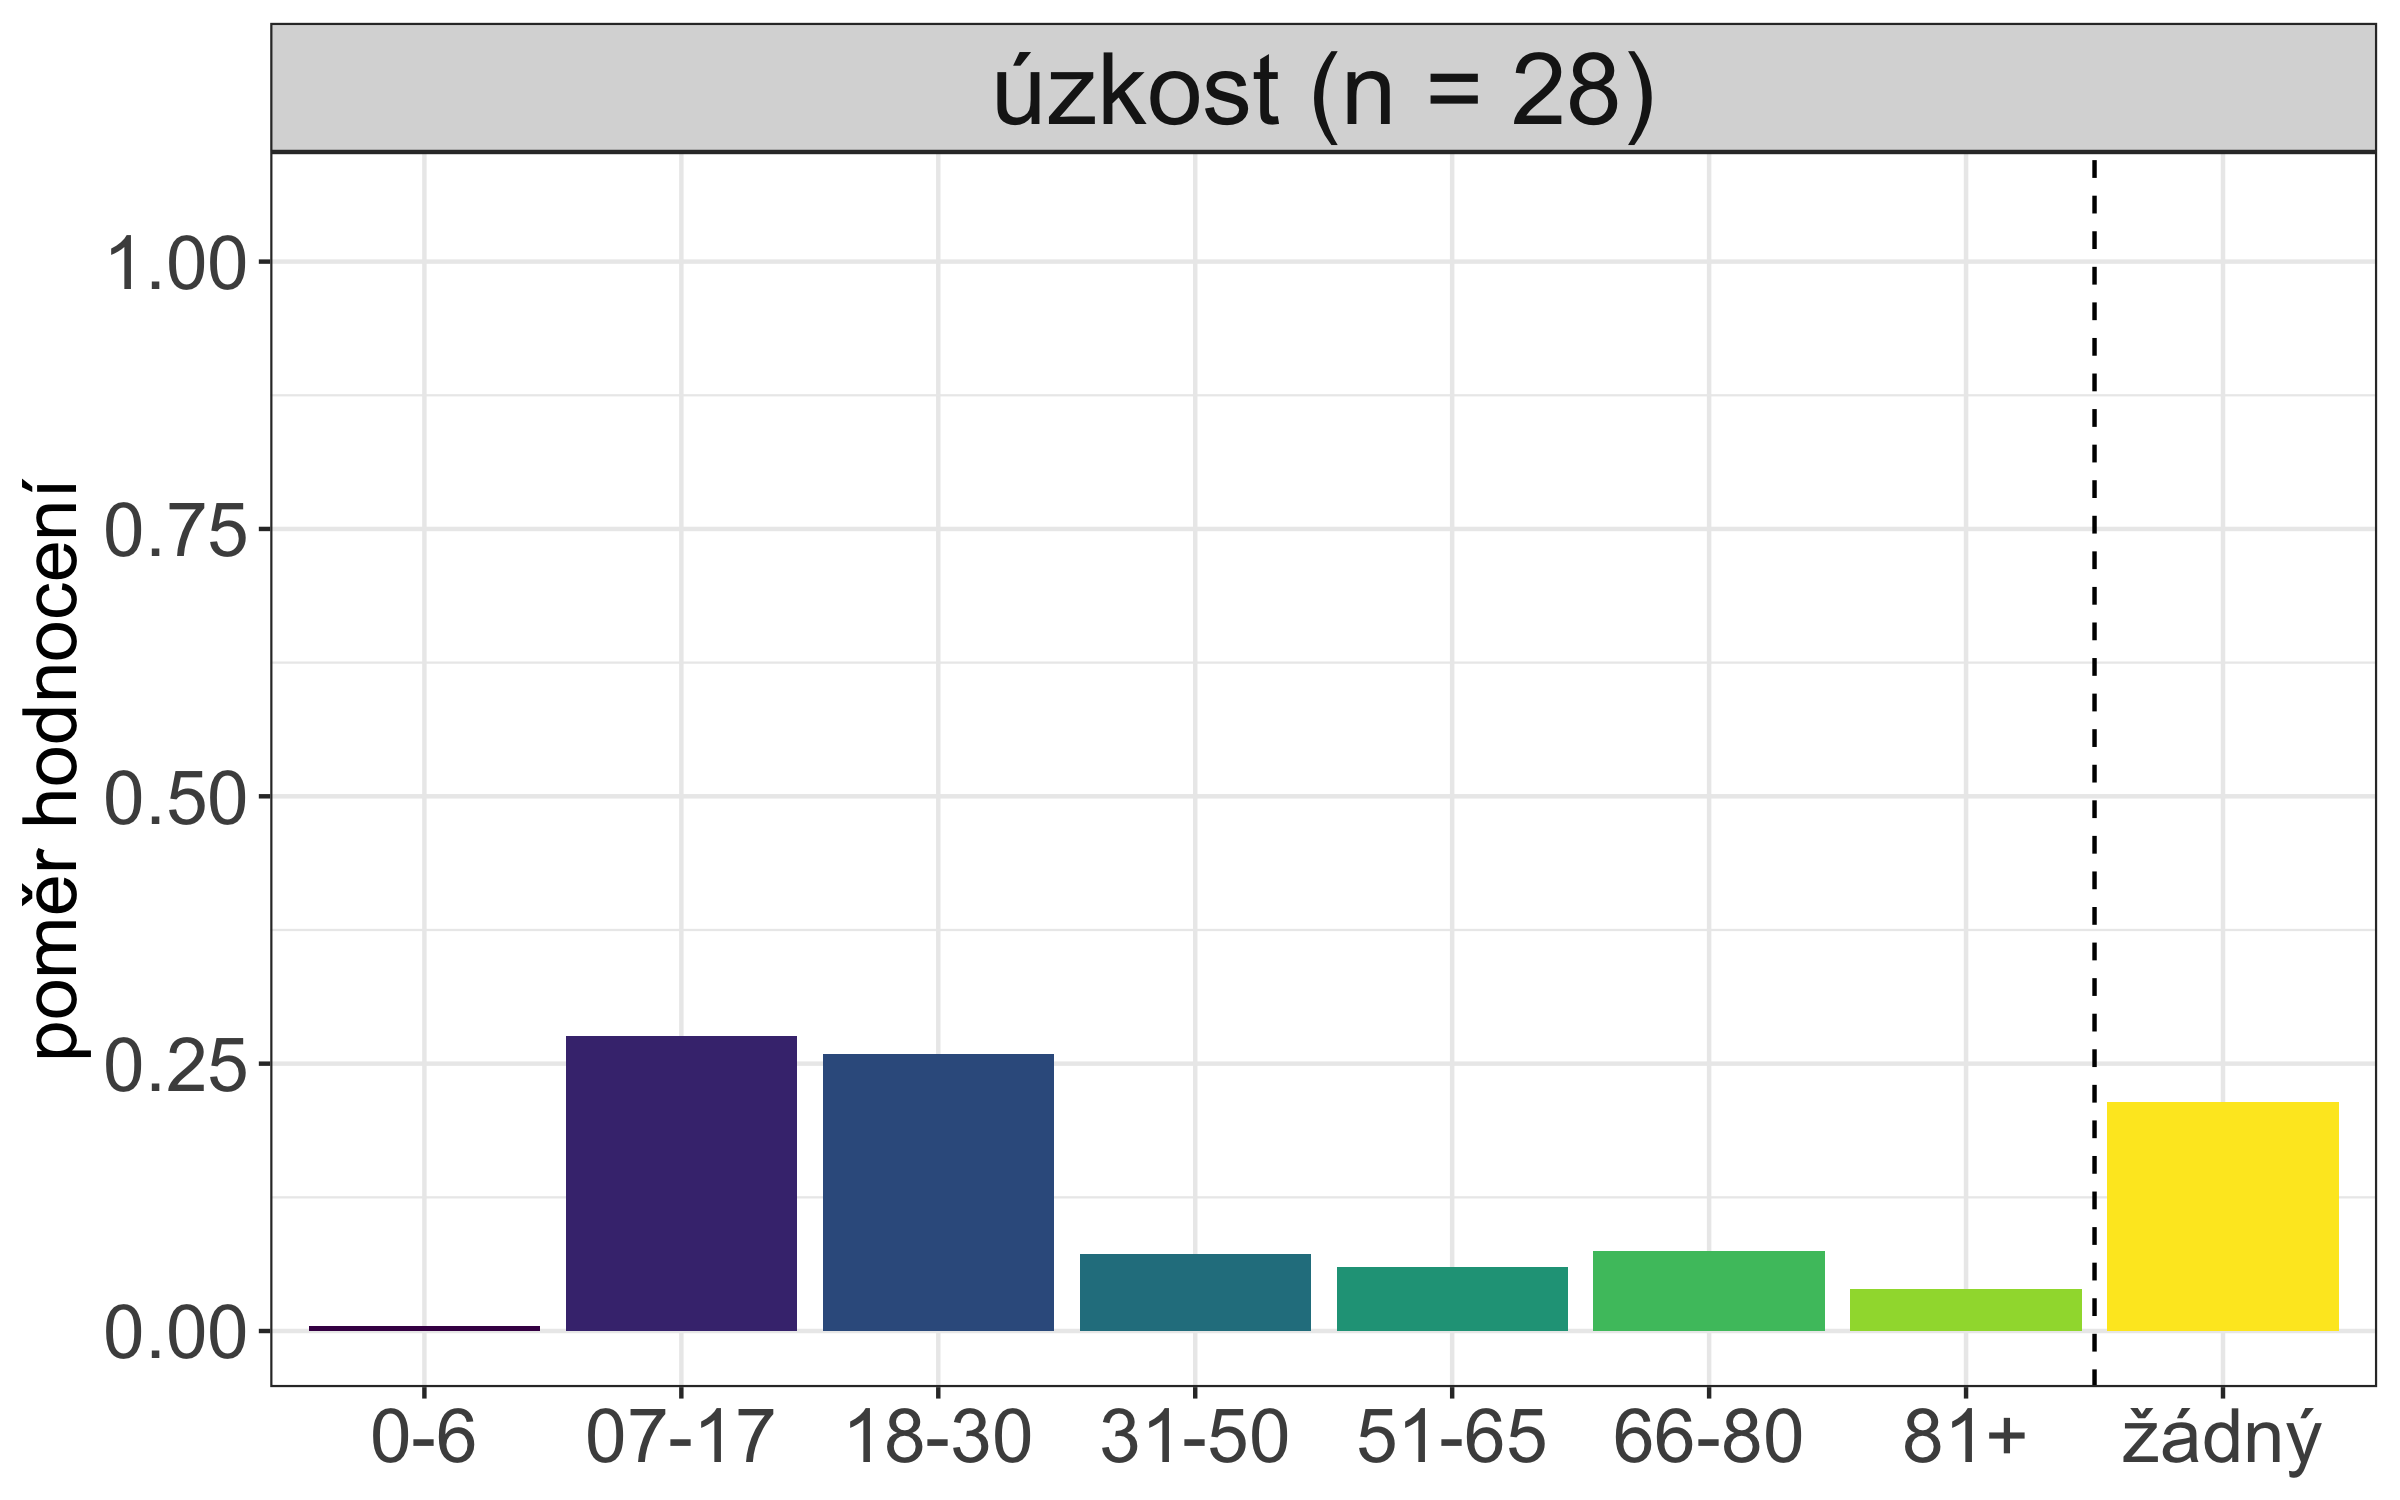 úzkost (n = 28)
poměr hodnocení
1.00
0.75
0.50
0.25
0.00
0-6 07-17 18-30 31-50 51-65 66-80 81+ žádný